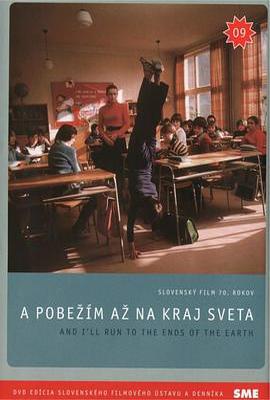 09
SLOVENSKÝ FILM 70. ROKOV
A POBEŽÍM AŽ NA KRAJ SVETA
AND I'LL RUN TO THE ENDS OF THE EARTH
DVD EDÍCIA SLOVENSKÉHO FILMOVÉHO ÚSTAVU A DENNÍKA SME